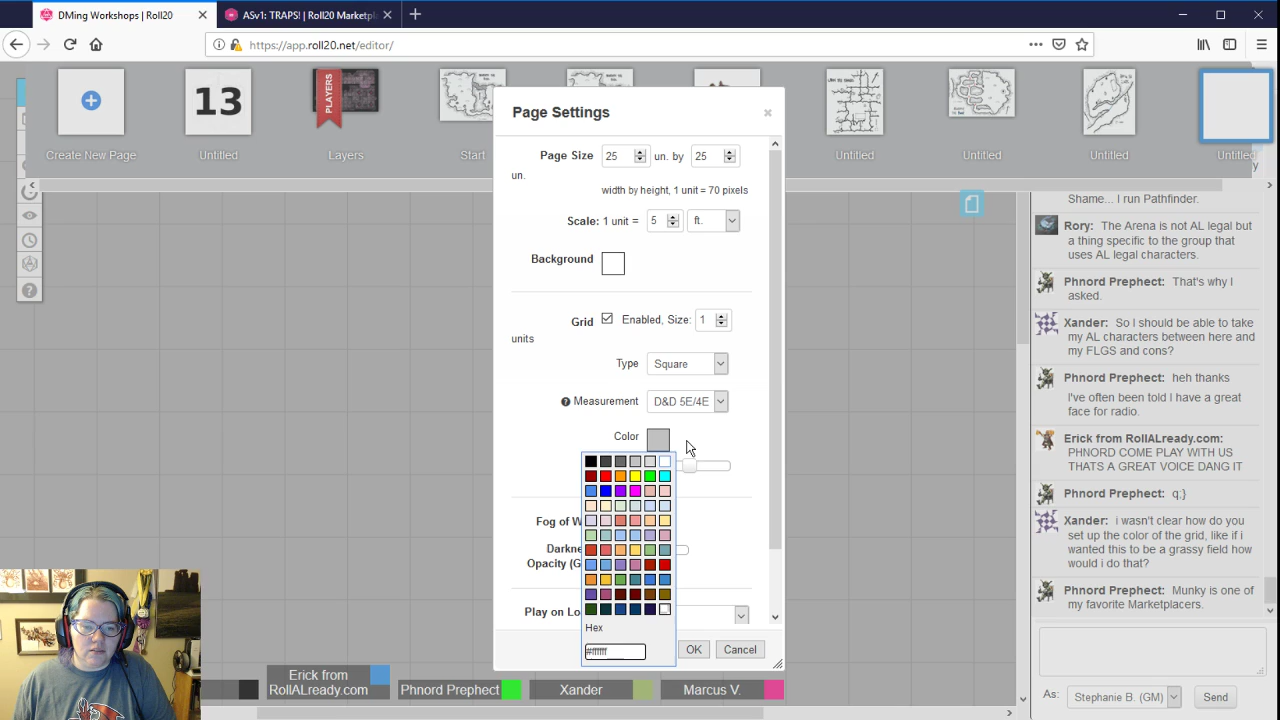 DMing Workshops | Roll20
ASv1: TRAPS! | Roll20 Marketpl
https://app.roll20.net/editor/
13
PLAYERS
Create New Page
Untitled
Layers
Start
Untitled
Untitled
Untitled
Untitled
Page Settings
Page Size 25 un. by 25
un.
width by height, 1 unit = 70 pixels
Scale: 1 unit = 5 ft.
Background
Grid Enabled, Size: 1
units
Type Square
Measurement D&D 5E/4E
Color
Fog of W
Darkne
Opacity (G
Play on Lo
Hex
#ffffff
OK Cancel
Shame... I run Pathfinder.
Rory: The Arena is not AL legal but
a thing specific to the group that
uses AL legal characters.
Phnord Prephect: That's why I
asked.
Xander: So I should be able to take
my AL characters between here and
my FLGS and cons?
Phnord Prephect: heh thanks
I've often been told I have a great
face for radio.
Erick from RollALready.com:
PHNORD COME PLAY WITH US
THATS A GREAT VOICE DANG IT
Phnord Prephect: q;}
Xander: i wasn't clear how do you
set up the color of the grid, like if i
wanted this to be a grassy field how
would i do that?
Phnord Prephect: Munky is one of
my favorite Marketplacers.
As: Stephanie B. (GM) Send
Erick from
RollALready.com
Phnord Prephect
Xander
Marcus V.